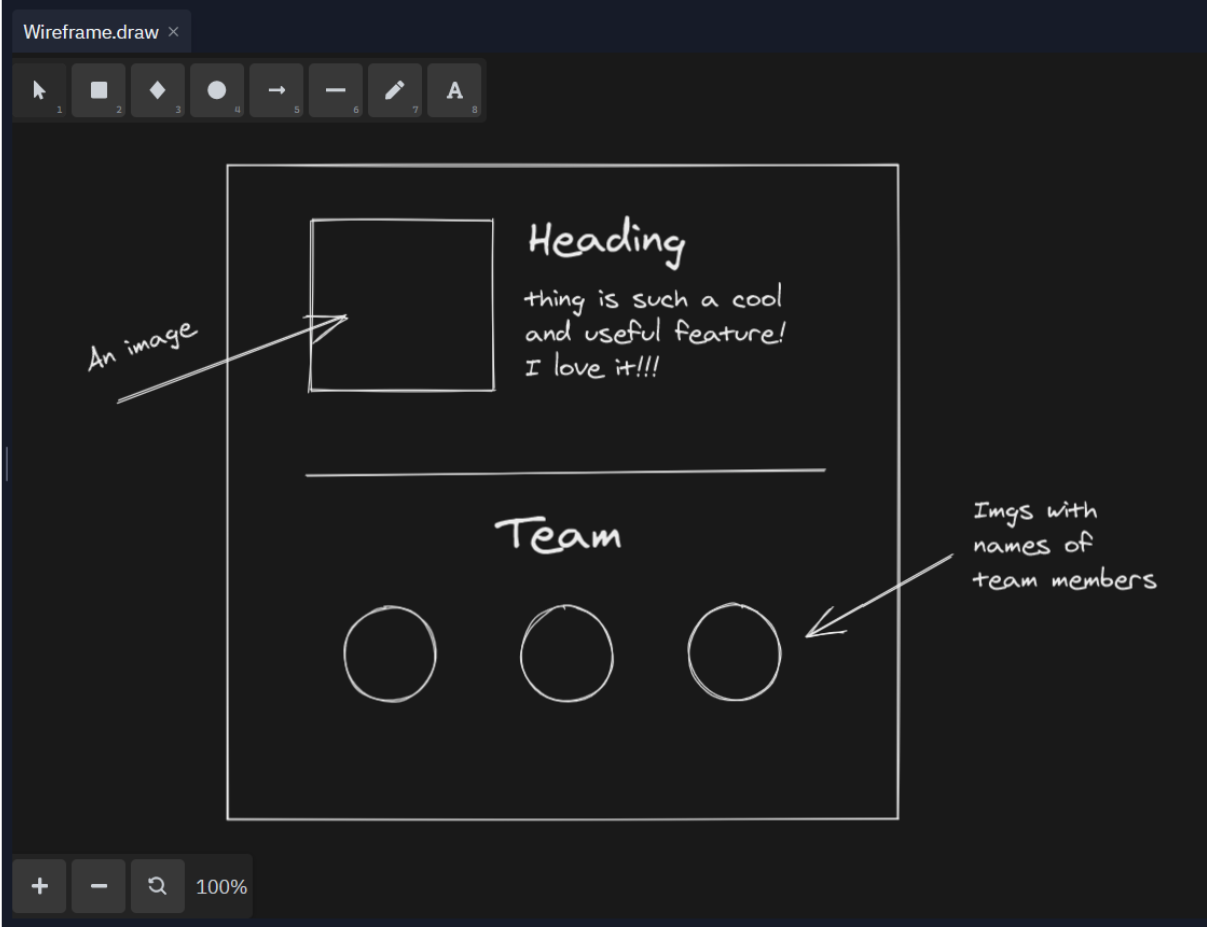 Wireframe.draw ×
1
2
3
4
5
6
7
A
8
Heading
thing is such a cool
and useful feature!
I love it!!!
An image
Team
Imgs with
names of
team members
100%